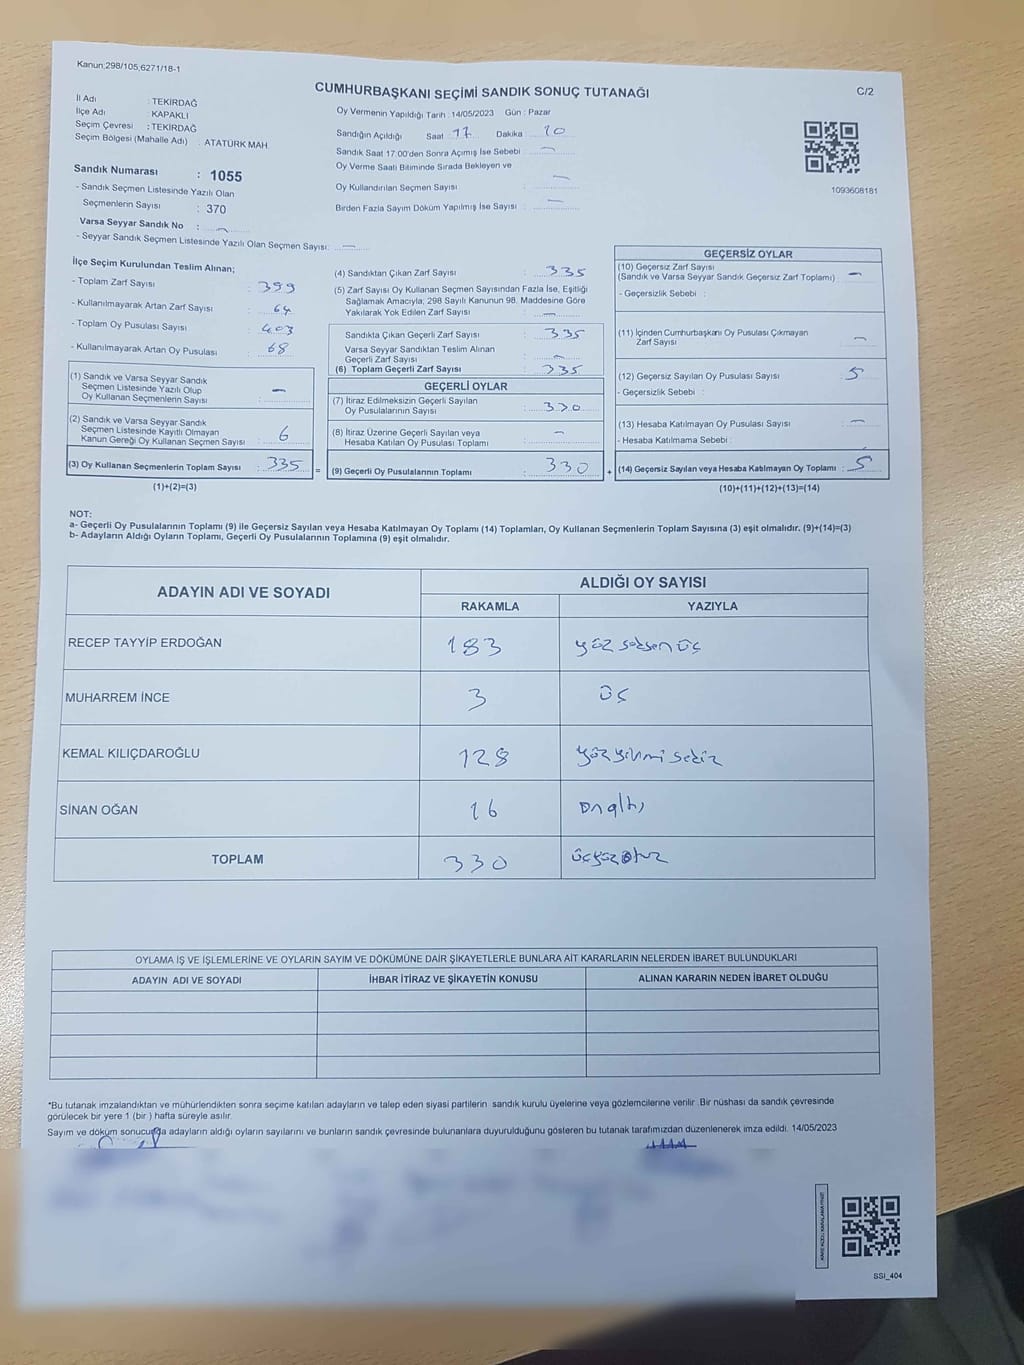 Kanun:298/105,6271/18-1
C/2
CUMHURBAŞKANI SEÇİMİ SANDIK SONUÇ TUTANAĞI
İl Adı : TEKİRDAĞ
İlçe Adı : KAPAKLI
Seçim Çevresi : TEKİRDAĞ
Seçim Bölgesi (Mahalle Adı) : ATATÜRK MAH.
Sandık Numarası : 1055
- Sandık Seçmen Listesinde Yazılı Olan
Seçmenlerin Sayısı : 370
Varsa Seyyar Sandık No : —
- Seyyar Sandık Seçmen Listesinde Yazılı Olan Seçmen Sayısı: —
Oy Vermenin Yapıldığı Tarih : 14/05/2023 Gün : Pazar
Sandığın Açıldığı Saat 17 Dakika 10
Sandık Saat 17:00'den Sonra Açımış İse Sebebi —
Oy Verme Saati Bitiminde Sırada Bekleyen ve
Oy Kullandırılan Seçmen Sayısı : —
Birden Fazla Sayım Döküm Yapılmış İse Sayısı : —
1093608181
İlçe Seçim Kurulundan Teslim Alınan;
- Toplam Zarf Sayısı : 399
- Kullanılmayarak Artan Zarf Sayısı : 64
- Toplam Oy Pusulası Sayısı : 403
- Kullanılmayarak Artan Oy Pusulası : 68
(1) Sandık ve Varsa Seyyar Sandık
Seçmen Listesinde Yazılı Olup
Oy Kullanan Seçmenlerin Sayısı : —
(2) Sandık ve Varsa Seyyar Sandık
Seçmen Listesinde Kayıtlı Olmayan
Kanun Gereği Oy Kullanan Seçmen Sayısı : 6
(3) Oy Kullanan Seçmenlerin Toplam Sayısı : 335 =
(1)+(2)=(3)
(4) Sandıktan Çıkan Zarf Sayısı : 335
(5) Zarf Sayısı Oy Kullanan Seçmen Sayısından Fazla İse, Eşitliği
Sağlamak Amacıyla; 298 Sayılı Kanunun 98. Maddesine Göre
Yakılarak Yok Edilen Zarf Sayısı : —
Sandıkta Çıkan Geçerli Zarf Sayısı : 335
Varsa Seyyar Sandıktan Teslim Alınan
Geçerli Zarf Sayısı : —
(6) Toplam Geçerli Zarf Sayısı : 335
GEÇERLİ OYLAR
(7) İtiraz Edilmeksizin Geçerli Sayılan
Oy Pusulalarının Sayısı : 330
(8) İtiraz Üzerine Geçerli Sayılan veya
Hesaba Katılan Oy Pusulası Toplamı : —
(9) Geçerli Oy Pusulalarının Toplamı : 330 +
GEÇERSİZ OYLAR
(10) Geçersiz Zarf Sayısı
(Sandık ve Varsa Seyyar Sandık Geçersiz Zarf Toplamı) : —
- Geçersizlik Sebebi :
(11) İçinden Cumhurbaşkanı Oy Pusulası Çıkmayan
Zarf Sayısı : —
(12) Geçersiz Sayılan Oy Pusulası Sayısı : 5
- Geçersizlik Sebebi :
(13) Hesaba Katılmayan Oy Pusulası Sayısı : —
- Hesaba Katılmama Sebebi :
(14) Geçersiz Sayılan veya Hesaba Katılmayan Oy Toplamı : 5
(10)+(11)+(12)+(13)=(14)
NOT:
a- Geçerli Oy Pusulalarının Toplamı (9) ile Geçersiz Sayılan veya Hesaba Katılmayan Oy Toplamı (14) Toplamları, Oy Kullanan Seçmenlerin Toplam Sayısına (3) eşit olmalıdır. (9)+(14)=(3)
b- Adayların Aldığı Oyların Toplamı, Geçerli Oy Pusulalarının Toplamına (9) eşit olmalıdır.
ADAYIN ADI VE SOYADI ALDIĞI OY SAYISI
RAKAMLA YAZIYLA
RECEP TAYYİP ERDOĞAN 183 yüz seksen üç
MUHARREM İNCE 3 üç
KEMAL KILIÇDAROĞLU 128 yüz yirmi sekiz
SİNAN OĞAN 16 onaltı
TOPLAM 330 üçyüz otuz
OYLAMA İŞ VE İŞLEMLERİNE VE OYLARIN SAYIM VE DÖKÜMÜNE DAİR ŞİKAYETLERLE BUNLARA AİT KARARLARIN NELERDEN İBARET BULUNDUKLARI
ADAYIN ADI VE SOYADI İHBAR İTİRAZ VE ŞİKAYETİN KONUSU ALINAN KARARIN NEDEN İBARET OLDUĞU
*Bu tutanak imzalandıktan ve mühürlendikten sonra seçime katılan adayların ve talep eden siyasi partilerin sandık kurulu üyelerine veya gözlemcilerine verilir. Bir nüshası da sandık çevresinde
görülecek bir yere 1 (bir ) hafta süreyle asılır.
Sayım ve döküm sonucunda adayların aldığı oyların sayılarını ve bunların sandık çevresinde bulunanlara duyurulduğunu gösteren bu tutanak tarafımızdan düzenlenerek imza edildi. 14/05/2023
SSI_404